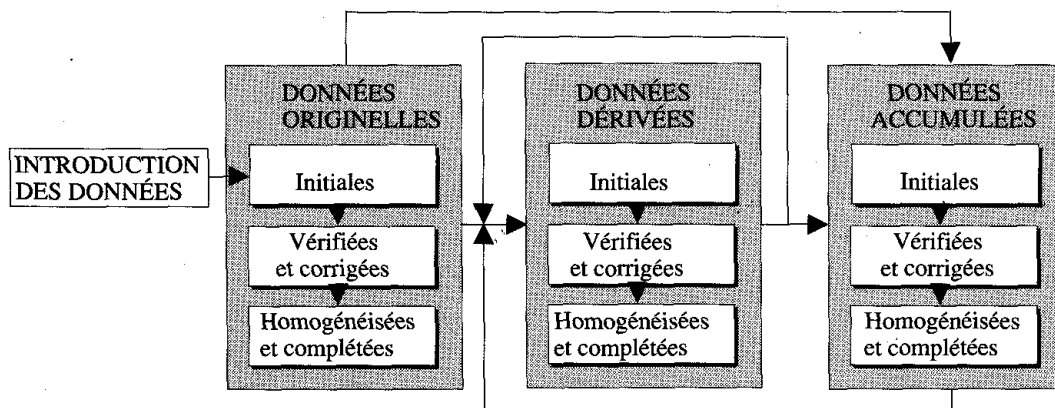 INTRODUCTION
DES DONNÉES
DONNÉES
ORIGINELLES
Initiales
Vérifiées
et corrigées
Homogénéisées
et complétées
DONNÉES
DÉRIVÉES
Initiales
Vérifiées
et corrigées
Homogénéisées
et complétées
DONNÉES
ACCUMULÉES
Initiales
Vérifiées
et corrigées
Homogénéisées
et complétées